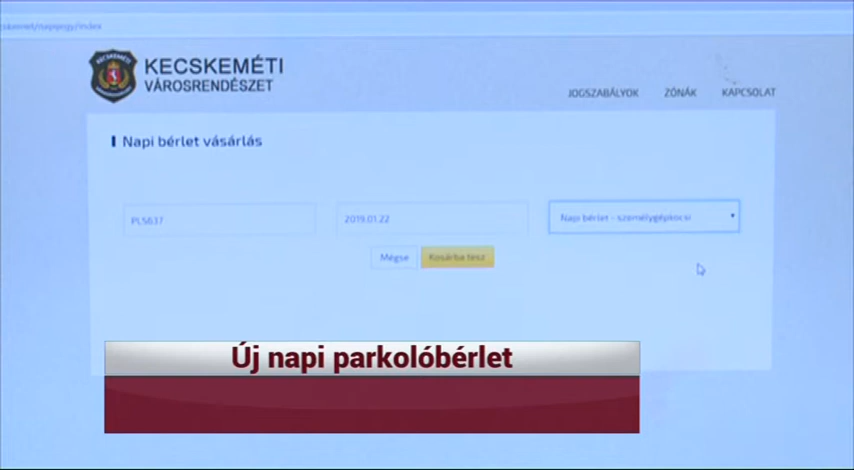 KECSKEMÉTI
VÁROSRENDÉSZET
JOGSZABÁLYOK ZÓNÁK KAPCSOLAT
Napi bérlet vásárlás
PLS637 2019.01.22 Napi bérlet - személygépkocsi
Mégse Kosárba tesz
Új napi parkolóbérlet